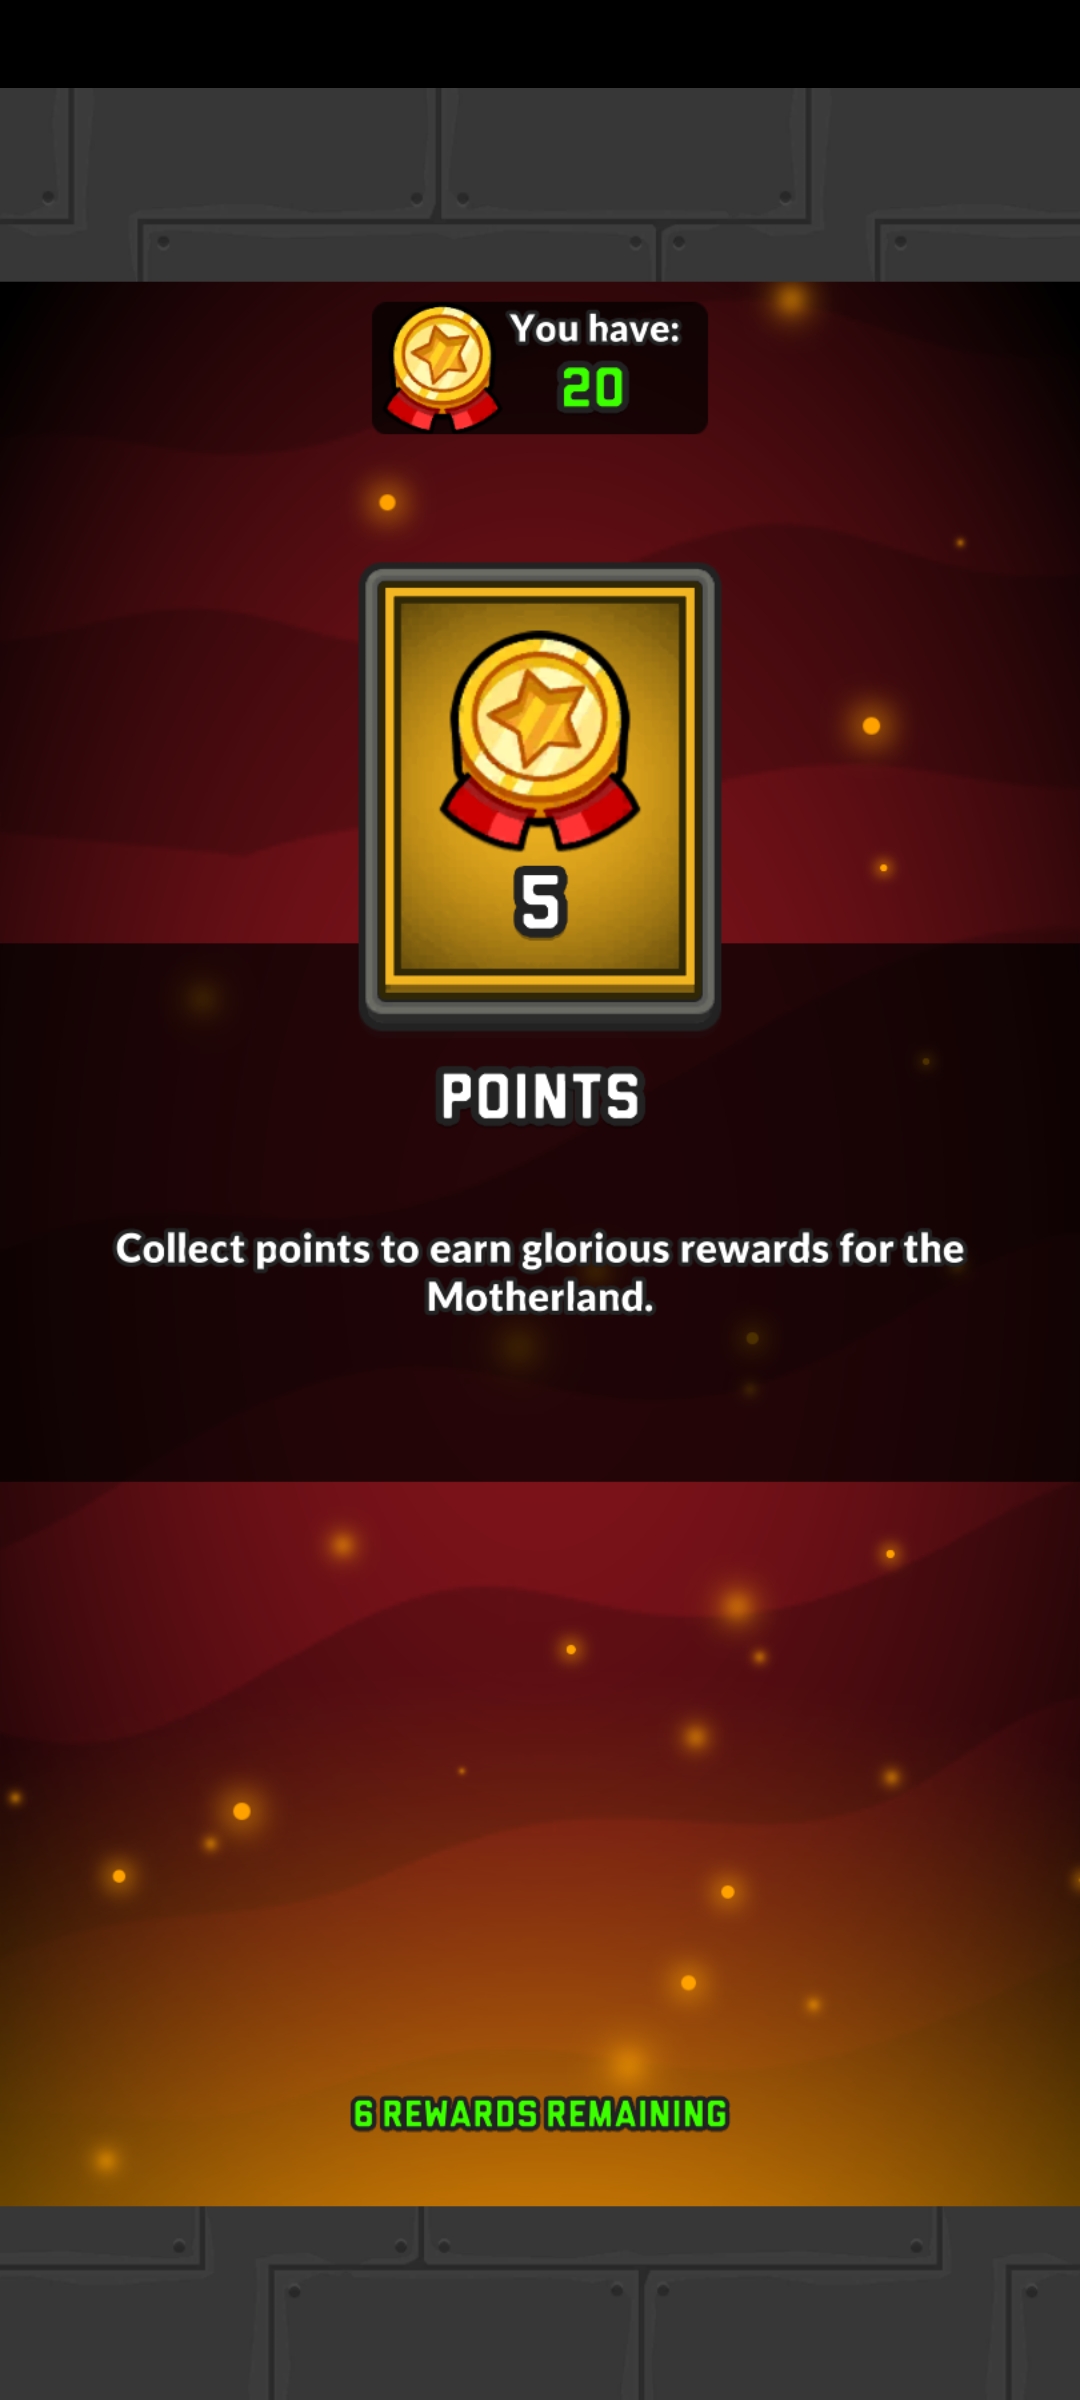 You have:
20
5
POINTS
Collect points to earn glorious rewards for the
Motherland.
6 REWARDS REMAINING